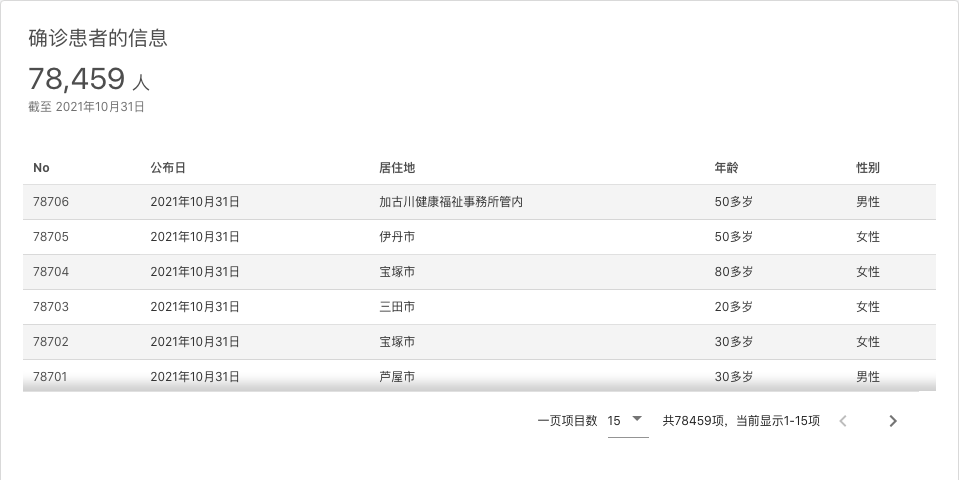 确诊患者的信息
78,459 人
截至 2021年10月31日
No 公布日 居住地 年龄 性别
78706 2021年10月31日 加古川健康福祉事務所管内 50多岁 男性
78705 2021年10月31日 伊丹市 50多岁 女性
78704 2021年10月31日 宝塚市 80多岁 女性
78703 2021年10月31日 三田市 20多岁 女性
78702 2021年10月31日 宝塚市 30多岁 女性
78701 2021年10月31日 芦屋市 30多岁 男性
一页项目数 15 共78459项，当前显示1-15项